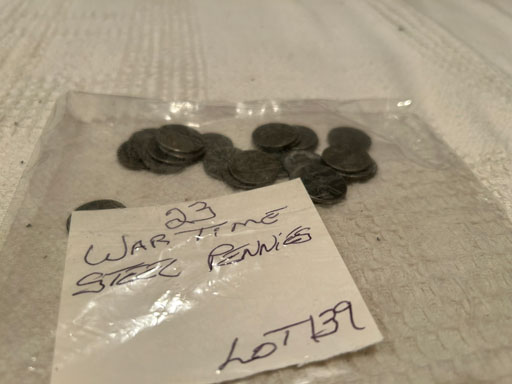 23
WAR TIME
STEEL PENNIES
LOT 139